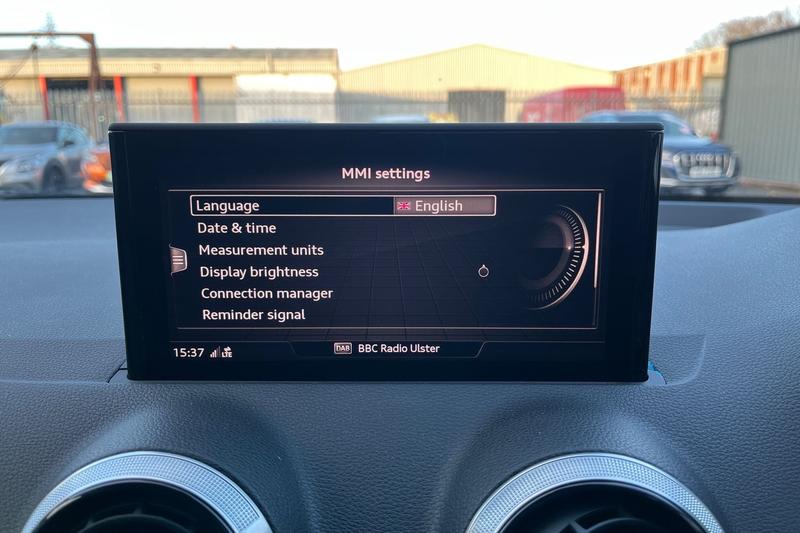 MMI settings
Language English
Date & time
Measurement units
Display brightness
Connection manager
Reminder signal
15:37 LTE DAB BBC Radio Ulster